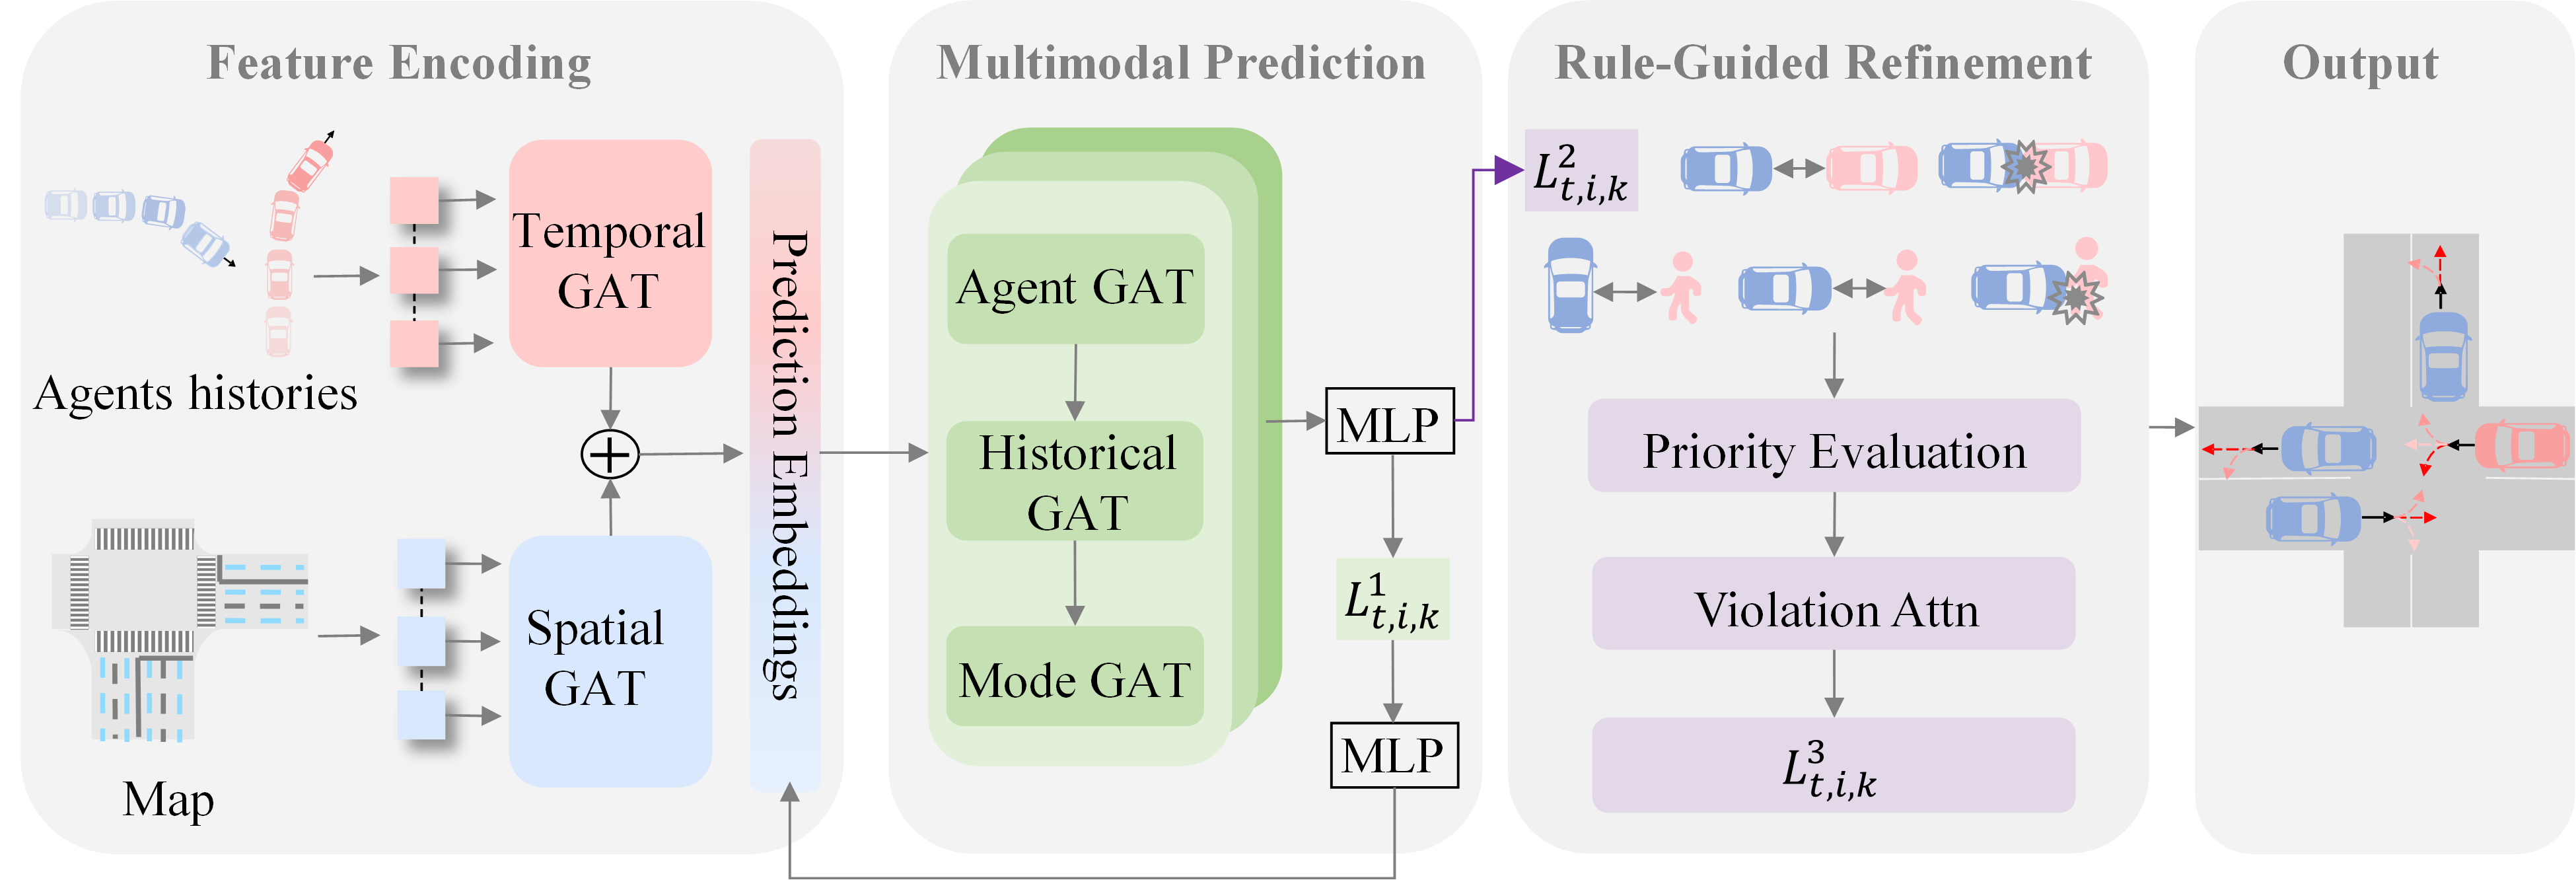 Feature Encoding
Agents histories
Map
Temporal
GAT
Spatial
GAT
Prediction Embeddings
Multimodal Prediction
Agent GAT
Historical
GAT
Mode GAT
MLP
L^1_{t,i,k}
MLP
Rule-Guided Refinement
L^2_{t,i,k}
Priority Evaluation
Violation Attn
L^3_{t,i,k}
Output